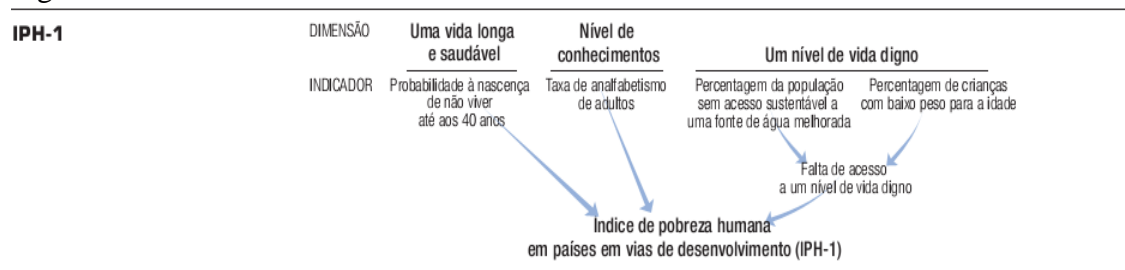 IPH-1
DIMENSÃO
Uma vida longa
e saudável
Nível de
conhecimentos
Um nível de vida digno
INDICADOR
Probabilidade à nascença
de não viver
até aos 40 anos
Taxa de analfabetismo
de adultos
Percentagem da população
sem acesso sustentável a
uma fonte de água melhorada
Percentagem de crianças
com baixo peso para a idade
Falta de acesso
a um nível de vida digno
Índice de pobreza humana
em países em vias de desenvolvimento (IPH-1)